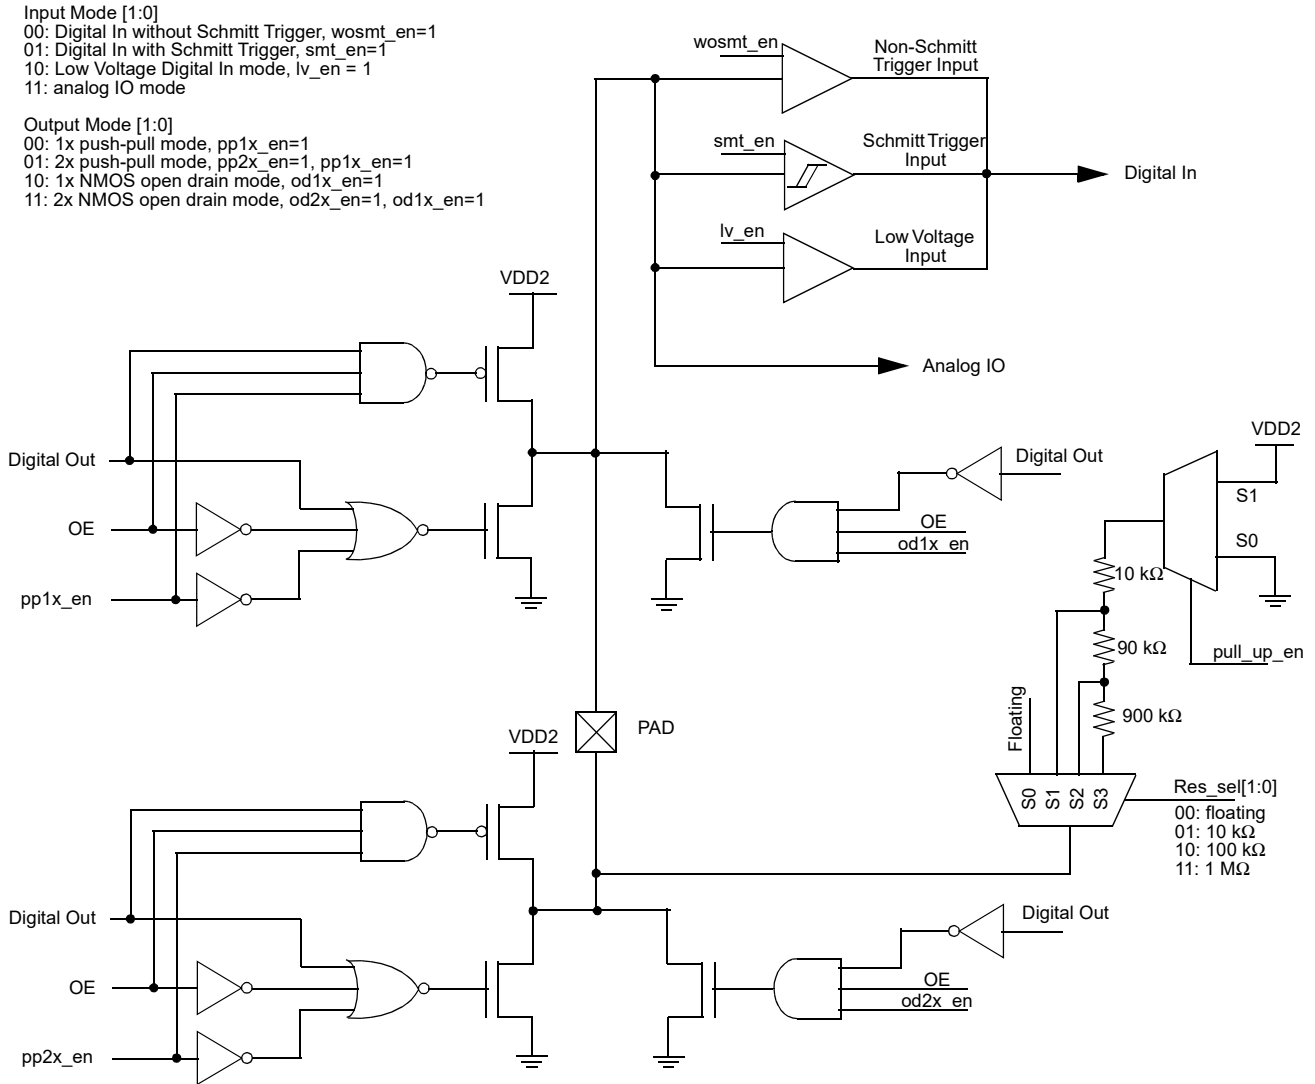 Input Mode [1:0]
00: Digital In without Schmitt Trigger, wosmt_en=1
01: Digital In with Schmitt Trigger, smt_en=1
10: Low Voltage Digital In mode, lv_en = 1
11: analog IO mode
Output Mode [1:0]
00: 1x push-pull mode, pp1x_en=1
01: 2x push-pull mode, pp2x_en=1, pp1x_en=1
10: 1x NMOS open drain mode, od1x_en=1
11: 2x NMOS open drain mode, od2x_en=1, od1x_en=1
wosmt_en
Non-Schmitt
Trigger Input
smt_en
Schmitt Trigger
Input
Digital In
lv_en
Low Voltage
Input
Analog IO
VDD2
Digital Out
OE
pp1x_en
Digital Out
OE
od1x_en
VDD2
S1
S0
10 kΩ
90 kΩ
pull_up_en
900 kΩ
Floating
S0
S1
S2
S3
Res_sel[1:0]
00: floating
01: 10 kΩ
10: 100 kΩ
11: 1 MΩ
PAD
VDD2
Digital Out
OE
pp2x_en
Digital Out
OE
od2x_en